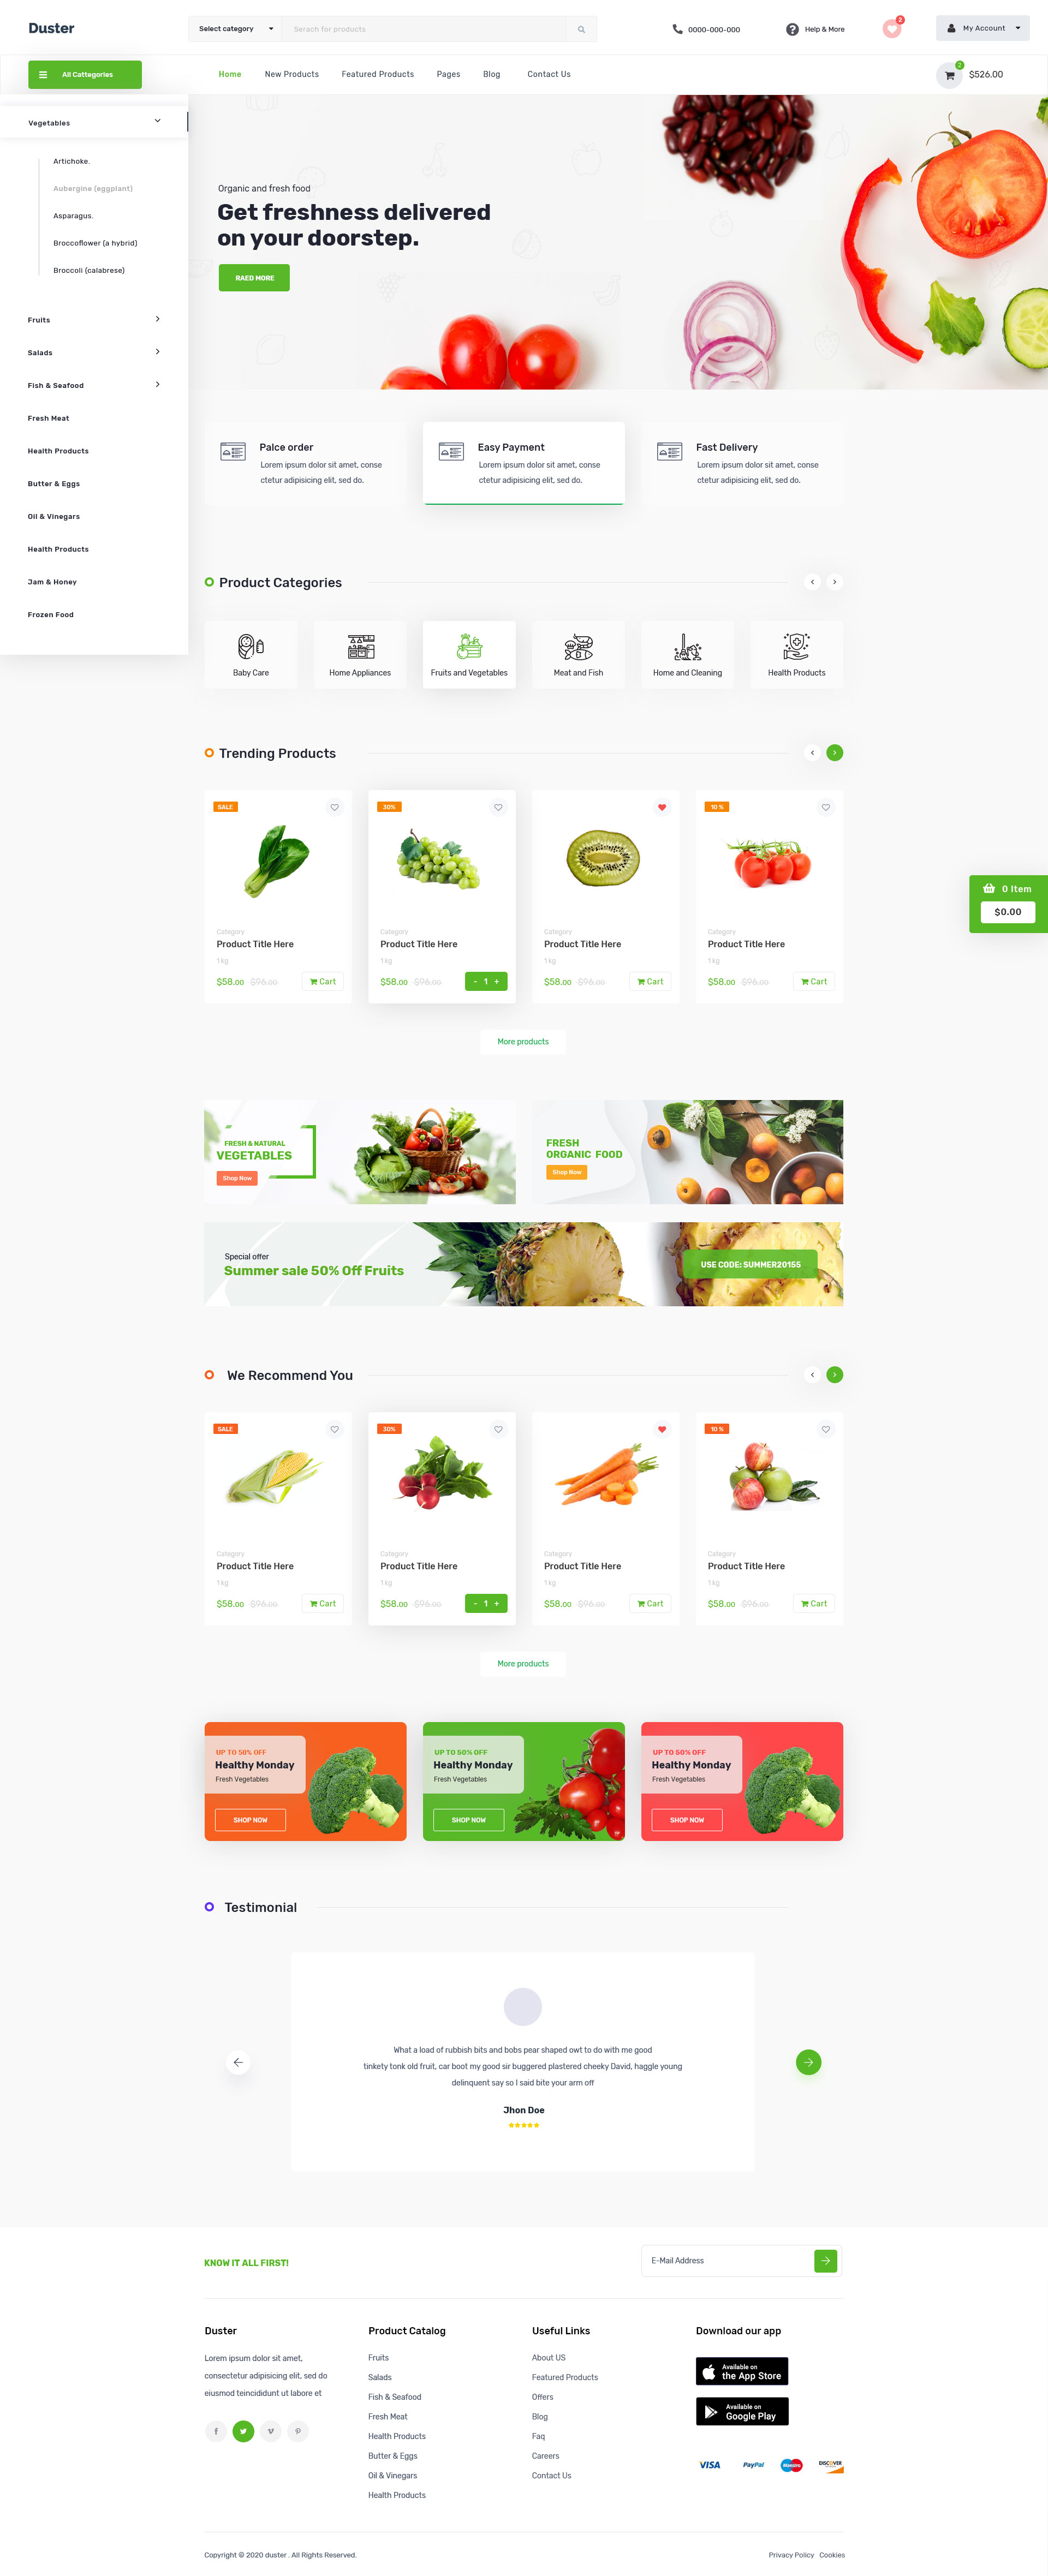 Duster
Select category
Serach for products
0000-000-000
Help & More
2
My Account
All Cattegories
Home
New Products
Featured Products
Pages
Blog
Contact Us
2
$526.00
Vegetables
Artichoke.
Aubergine (eggplant)
Asparagus.
Broccoflower (a hybrid)
Broccoli (calabrese)
Fruits
Salads
Fish & Seafood
Fresh Meat
Health Products
Butter & Eggs
Oil & Vinegars
Health Products
Jam & Honey
Frozen Food
Organic and fresh food
Get freshness delivered
on your doorstep.
RAED MORE
Palce order
Lorem ipsum dolor sit amet, conse
ctetur adipisicing elit, sed do.
Easy Payment
Lorem ipsum dolor sit amet, conse
ctetur adipisicing elit, sed do.
Fast Delivery
Lorem ipsum dolor sit amet, conse
ctetur adipisicing elit, sed do.
Product Categories
Baby Care
Home Appliances
Fruits and Vegetables
Meat and Fish
Home and Cleaning
Health Products
Trending Products
SALE
Category
Product Title Here
1 kg
$58.00 $96.00
Cart
30%
Category
Product Title Here
1 kg
$58.00 $96.00
- 1 +
Category
Product Title Here
1 kg
$58.00 $96.00
Cart
10 %
Category
Product Title Here
1 kg
$58.00 $96.00
Cart
0 Item
$0.00
More products
FRESH & NATURAL
VEGETABLES
Shop Now
FRESH
ORGANIC FOOD
Shop Now
Special offer
Summer sale 50% Off Fruits
USE CODE: SUMMER20155
We Recommend You
SALE
Category
Product Title Here
1 kg
$58.00 $96.00
Cart
30%
Category
Product Title Here
1 kg
$58.00 $96.00
- 1 +
Category
Product Title Here
1 kg
$58.00 $96.00
Cart
10 %
Category
Product Title Here
1 kg
$58.00 $96.00
Cart
More products
UP TO 50% OFF
Healthy Monday
Fresh Vegetables
SHOP NOW
UP TO 50% OFF
Healthy Monday
Fresh Vegetables
SHOP NOW
UP TO 50% OFF
Healthy Monday
Fresh Vegetables
SHOP NOW
Testimonial
What a load of rubbish bits and bobs pear shaped owt to do with me good
tinkety tonk old fruit, car boot my good sir buggered plastered cheeky David, haggle young
delinquent say so I said bite your arm off
Jhon Doe
KNOW IT ALL FIRST!
E-Mail Address
Duster
Lorem ipsum dolor sit amet,
consectetur adipisicing elit, sed do
eiusmod teincididunt ut labore et
Product Catalog
Fruits
Salads
Fish & Seafood
Fresh Meat
Health Products
Butter & Eggs
Oil & Vinegars
Health Products
Useful Links
About US
Featured Products
Offers
Blog
Faq
Careers
Contact Us
Download our app
Available on
the App Store
Available on
Google Play
VISA
PayPal
Maestro
DISCOVER
Copyright © 2020 duster . All Rights Reserved.
Privacy Policy
Cookies